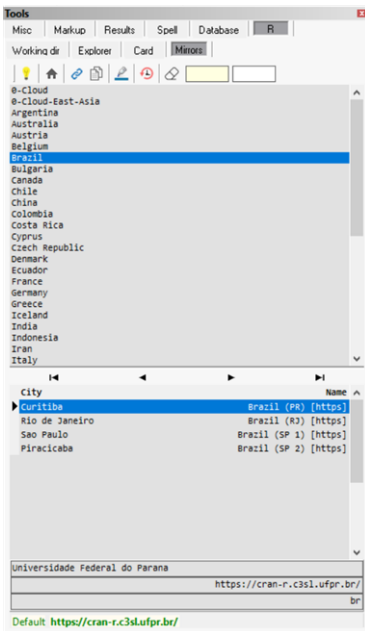 Tools
Misc Markup Results Spell Database R
Working dir Explorer Card Mirrors
0-Cloud
0-Cloud-East-Asia
Argentina
Australia
Austria
Belgium
Brazil
Bulgaria
Canada
Chile
China
Colombia
Costa Rica
Cyprus
Czech Republic
Denmark
Ecuador
France
Germany
Greece
Iceland
India
Indonesia
Iran
Italy
City Name
Curitiba Brazil (PR) [https]
Rio de Janeiro Brazil (RJ) [https]
Sao Paulo Brazil (SP 1) [https]
Piracicaba Brazil (SP 2) [https]
Universidade Federal do Parana
https://cran-r.c3sl.ufpr.br/
br
Default https://cran-r.c3sl.ufpr.br/